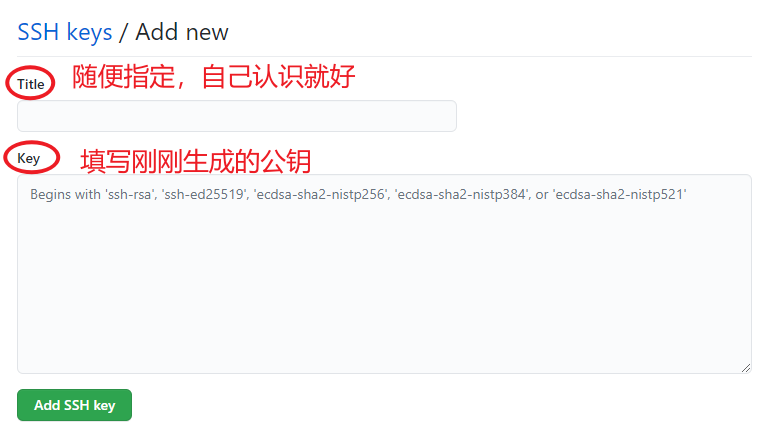 SSH keys / Add new
Title 随便指定，自己认识就好
Key 填写刚刚生成的公钥
Begins with 'ssh-rsa', 'ssh-ed25519', 'ecdsa-sha2-nistp256', 'ecdsa-sha2-nistp384', or 'ecdsa-sha2-nistp521'
Add SSH key